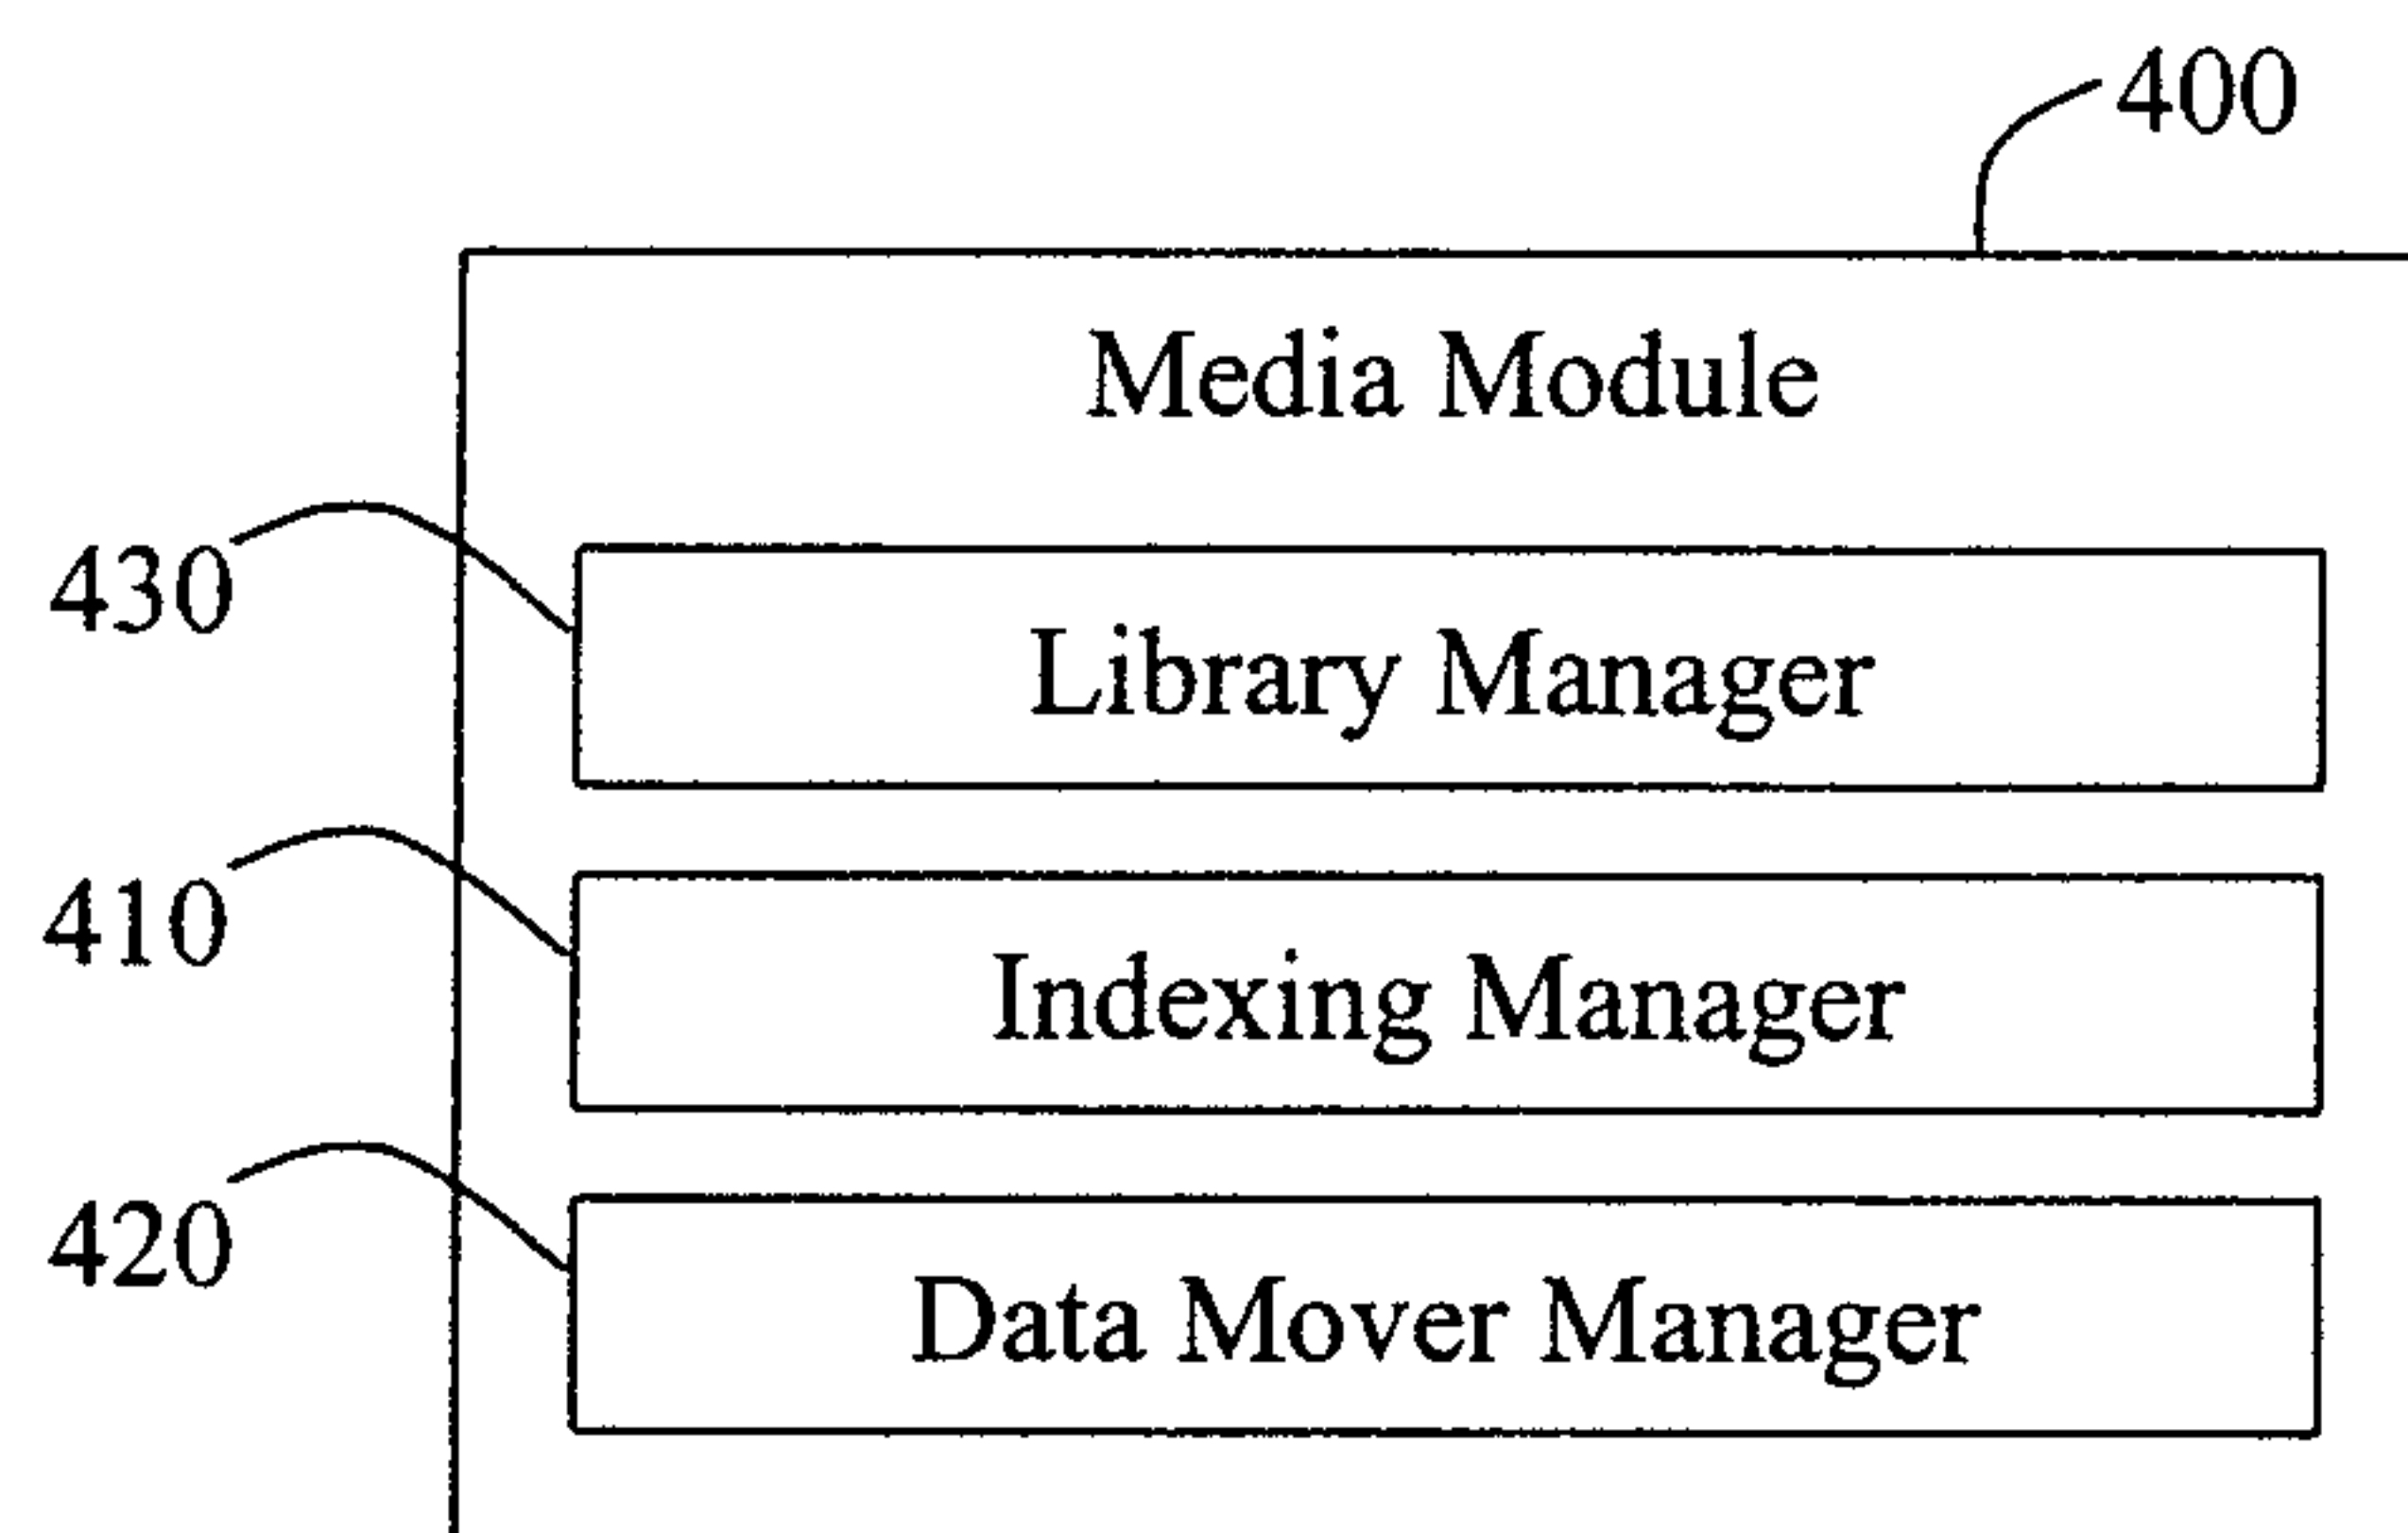 400
Media Module
430
Library Manager
410
Indexing Manager
420
Data Mover Manager